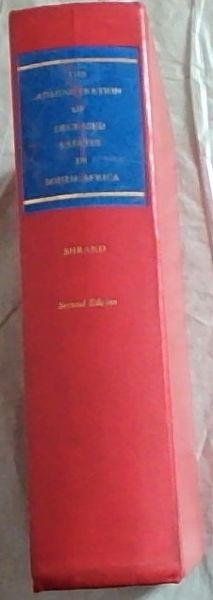 THE
ADMINISTRATION
OF
DECEASED
ESTATES
IN
SOUTH AFRICA
SHRAND
Second Edition